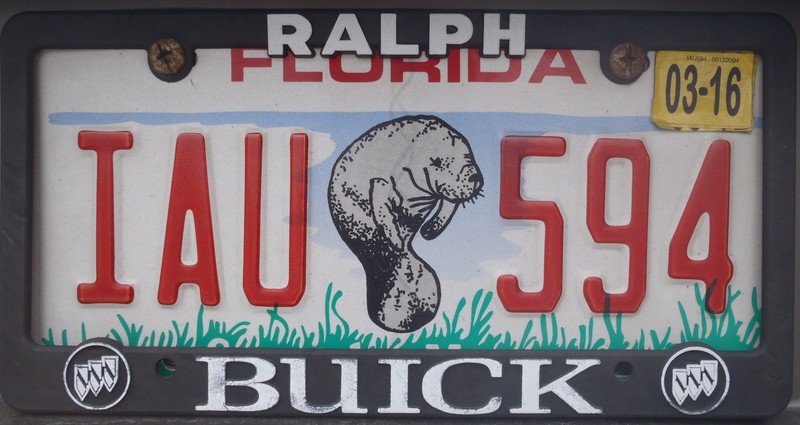 RALPH
FLORIDA
03-16
IAU 594
BUICK